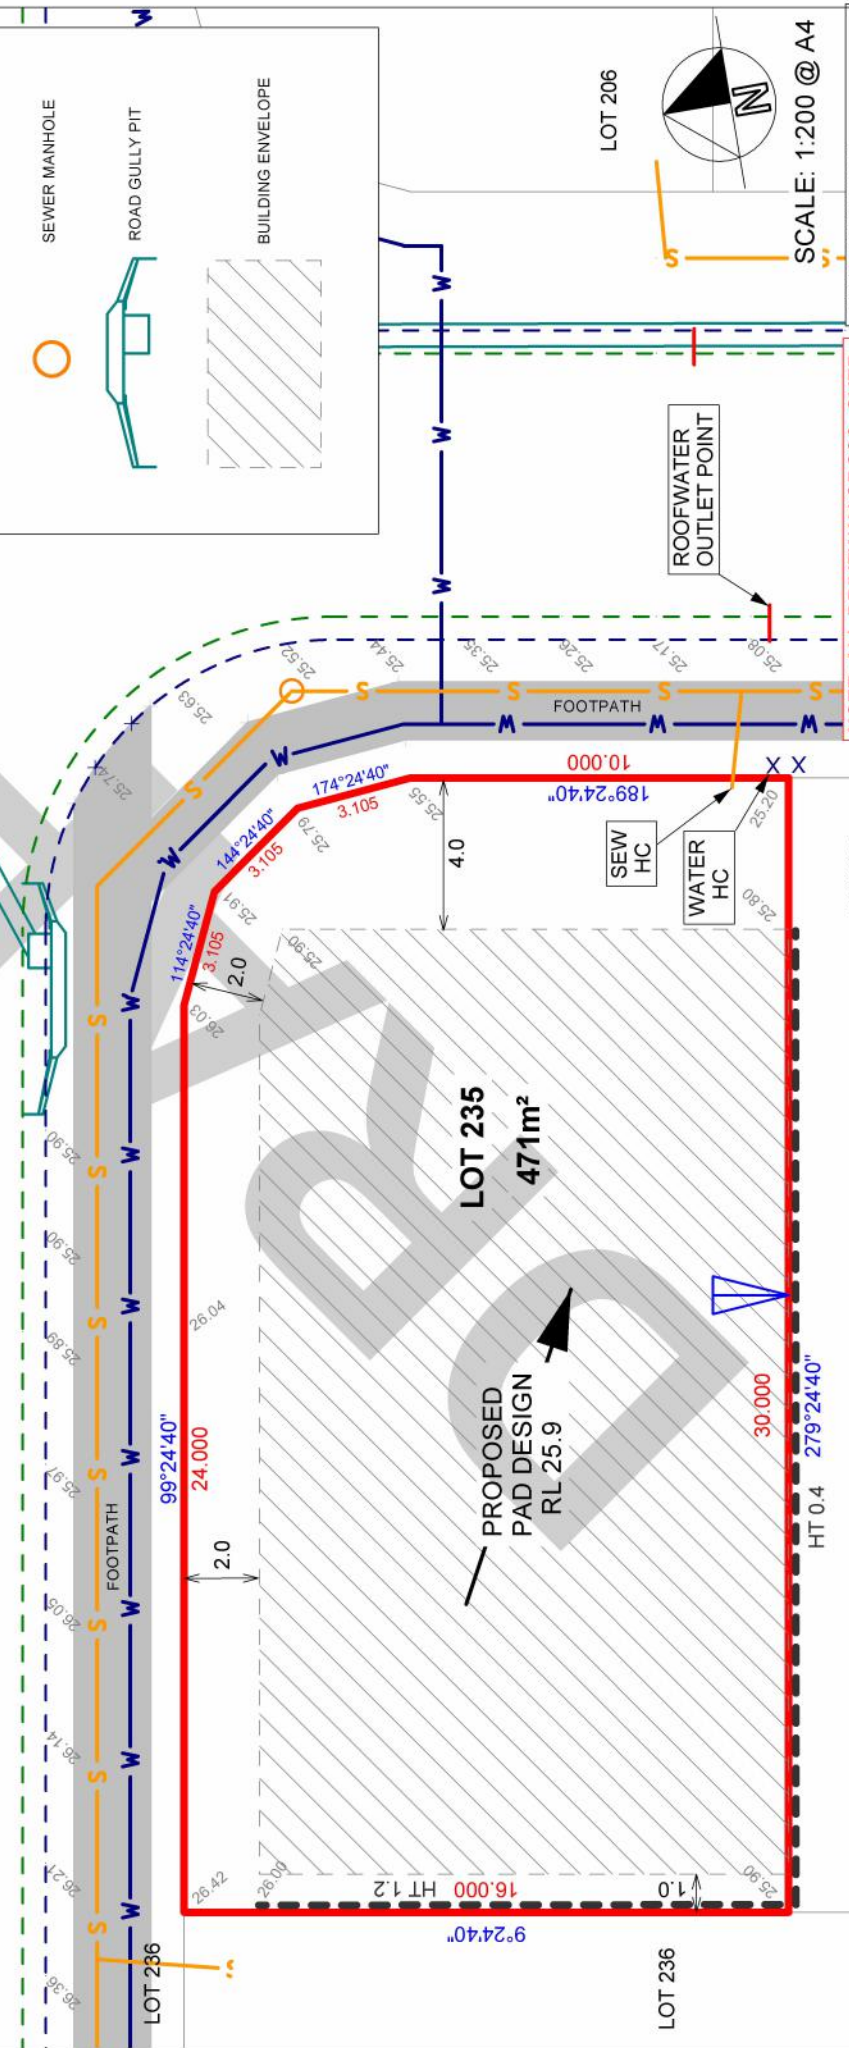 SEWER MANHOLE
ROAD GULLY PIT
BUILDING ENVELOPE
W
LOT 206
N
SCALE: 1:200 @ A4
S
S
W
W
W
ROOFWATER
OUTLET POINT
25.63
25.52
25.44
25.35
25.26
25.17
25.08
25.74
S
S
S
S
S
FOOTPATH
W
W
W
W
W
X X
SEW
HC
WATER
HC
114°24'40"
3.105
144°24'40"
3.105
174°24'40"
3.105
10.000
189°24'40"
26.03
25.91
25.79
25.55
25.20
25.80
25.90
2.0
4.0
LOT 235
471m²
DRA
PROPOSED
PAD DESIGN
RL 25.9
99°24'40"
24.000
2.0
26.04
30.000
279°24'40"
HT 0.4
FOOTPATH
S
S
S
S
S
S
S
W
W
W
W
W
W
W
25.90
25.90
25.89
25.97
26.05
26.14
26.21
26.36
26.42
26.00
HT 1.2
16.000
1.0
25.90
9°24'40"
S
LOT 236
LOT 236